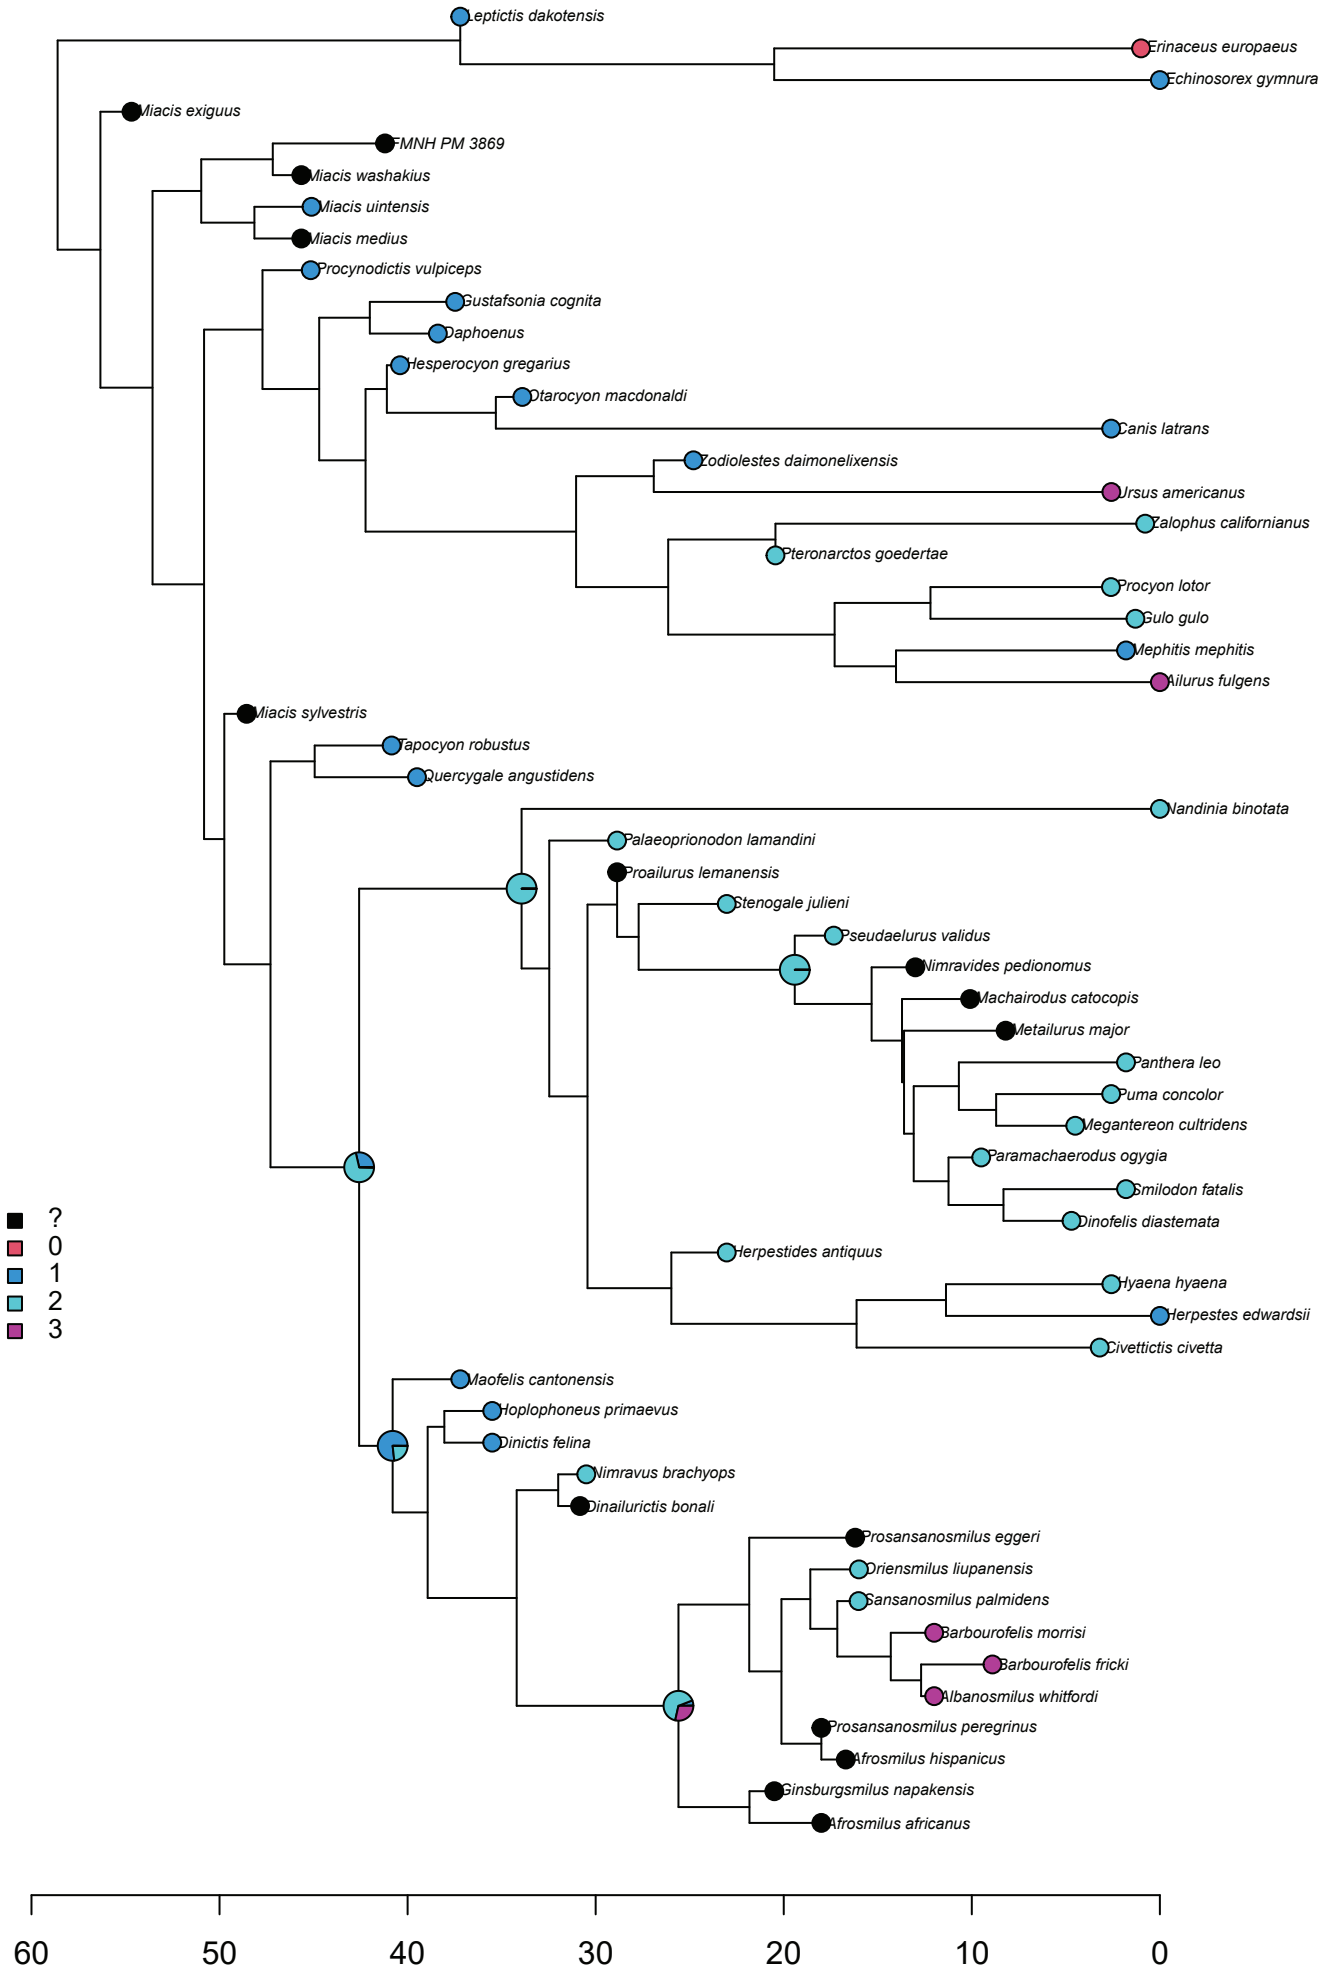 Leptictis dakotensis
Erinaceus europaeus
Echinosorex gymnura
Miacis exiguus
FMNH PM 3869
Miacis washakius
Miacis uintensis
Miacis medius
Procynodictis vulpiceps
Gustafsonia cognita
Daphoenus
Hesperocyon gregarius
Otarocyon macdonaldi
Canis latrans
Zodiolestes daimonelixensis
Ursus americanus
Zalophus californianus
Pteronarctos goedertae
Procyon lotor
Gulo gulo
Mephitis mephitis
Ailurus fulgens
Miacis sylvestris
Tapocyon robustus
Quercygale angustidens
Nandinia binotata
Palaeoprionodon lamandini
Proailurus lemanensis
Stenogale julieni
Pseudaelurus validus
Nimravides pedionomus
Machairodus catocopis
Metailurus major
Panthera leo
Puma concolor
Megantereon cultridens
Paramachaerodus ogygia
Smilodon fatalis
Dinofelis diastemata
?
0
1
2
3
Herpestides antiquus
Hyaena hyaena
Herpestes edwardsii
Civettictis civetta
Maofelis cantonensis
Hoplophoneus primaevus
Dinictis felina
Nimravus brachyops
Dinailurictis bonali
Prosansanosmilus eggeri
Oriensmilus liupanensis
Sansanosmilus palmidens
Barbourofelis morrisi
Barbourofelis fricki
Albanosmilus whitfordi
Prosansanosmilus peregrinus
Afrosmilus hispanicus
Ginsburgsmilus napakensis
Afrosmilus africanus
60 50 40 30 20 10 0